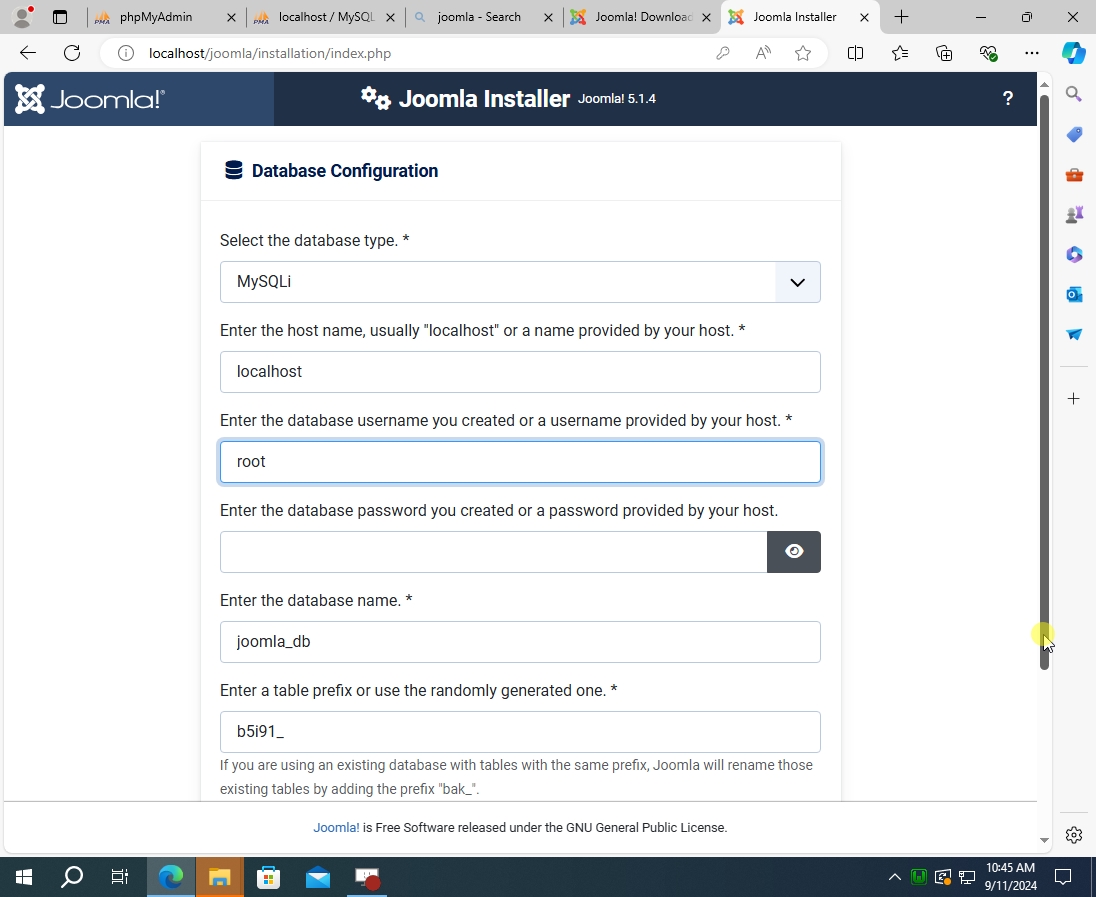 phpMyAdmin
localhost / MySQL
joomla - Search
Joomla! Download
Joomla Installer
localhost/joomla/installation/index.php
Joomla!
Joomla Installer Joomla! 5.1.4
?
Database Configuration
Select the database type. *
MySQLi
Enter the host name, usually "localhost" or a name provided by your host. *
localhost
Enter the database username you created or a username provided by your host. *
root
Enter the database password you created or a password provided by your host.
Enter the database name. *
joomla_db
Enter a table prefix or use the randomly generated one. *
b5i91_
If you are using an existing database with tables with the same prefix, Joomla will rename those
existing tables by adding the prefix "bak_".
Joomla! is Free Software released under the GNU General Public License.
10:45 AM
9/11/2024